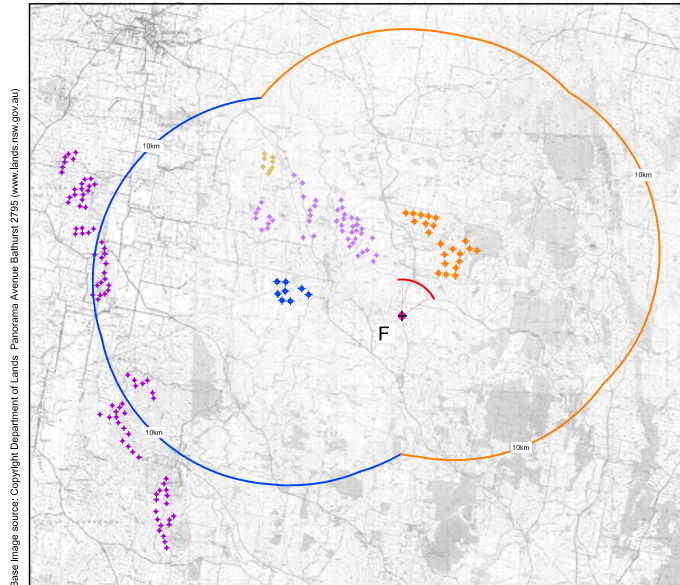 10km
10km
F
10km
10km
Base Image source: Copyright Department of Lands Panorama Avenue Bathurst 2795 (www.lands.nsw.gov.au)